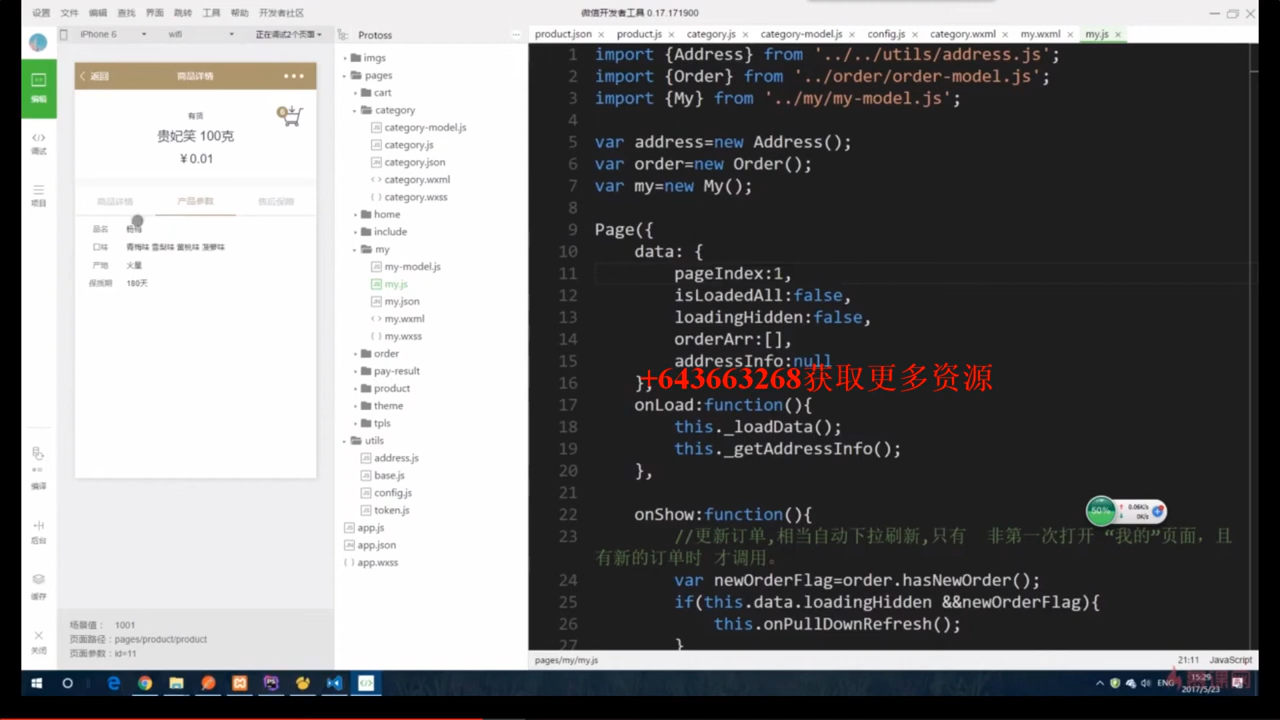 设置 文件 编辑 查找 界面 跳转 工具 帮助 开发者社区
微信开发者工具 0.17.171900
iPhone 6 wifi 正在调试2个页面
Protoss
product.json product.js category.js category-model.js config.js category.wxml my.wxml my.js
编辑
调试
项目
编译
后台
缓存
关闭
返回 商品详情
有货
贵妃笑 100克
¥0.01
商品详情 产品参数 售后保障
品名 杨梅
口味 青梅味 雪梨味 黄桃味 菠萝味
产地 火星
保质期 180天
场景值： 1001
页面路径：pages/product/product
页面参数：id=11
imgs
pages
cart
category
category-model.js
category.js
category.json
category.wxml
category.wxss
home
include
my
my-model.js
my.js
my.json
my.wxml
my.wxss
order
pay-result
product
theme
tpls
utils
address.js
base.js
config.js
token.js
app.js
app.json
app.wxss
1 import {Address} from '../../utils/address.js';
2 import {Order} from '../order/order-model.js';
3 import {My} from '../my/my-model.js';
4
5 var address=new Address();
6 var order=new Order();
7 var my=new My();
8
9 Page({
10 data: {
11 pageIndex:1,
12 isLoadedAll:false,
13 loadingHidden:false,
14 orderArr:[],
15 addressInfo:null
16 },
+643663268获取更多资源
17 onLoad:function(){
18 this._loadData();
19 this._getAddressInfo();
20 },
21
22 onShow:function(){
23 //更新订单,相当自动下拉刷新,只有 非第一次打开 “我的”页面，且
有新的订单时 才调用。
24 var newOrderFlag=order.hasNewOrder();
25 if(this.data.loadingHidden &&newOrderFlag){
26 this.onPullDownRefresh();
27 }
50% 0.06K/s
0K/s
pages/my/my.js 21:11 JavaScript
ENG 15:29
2017/5/23